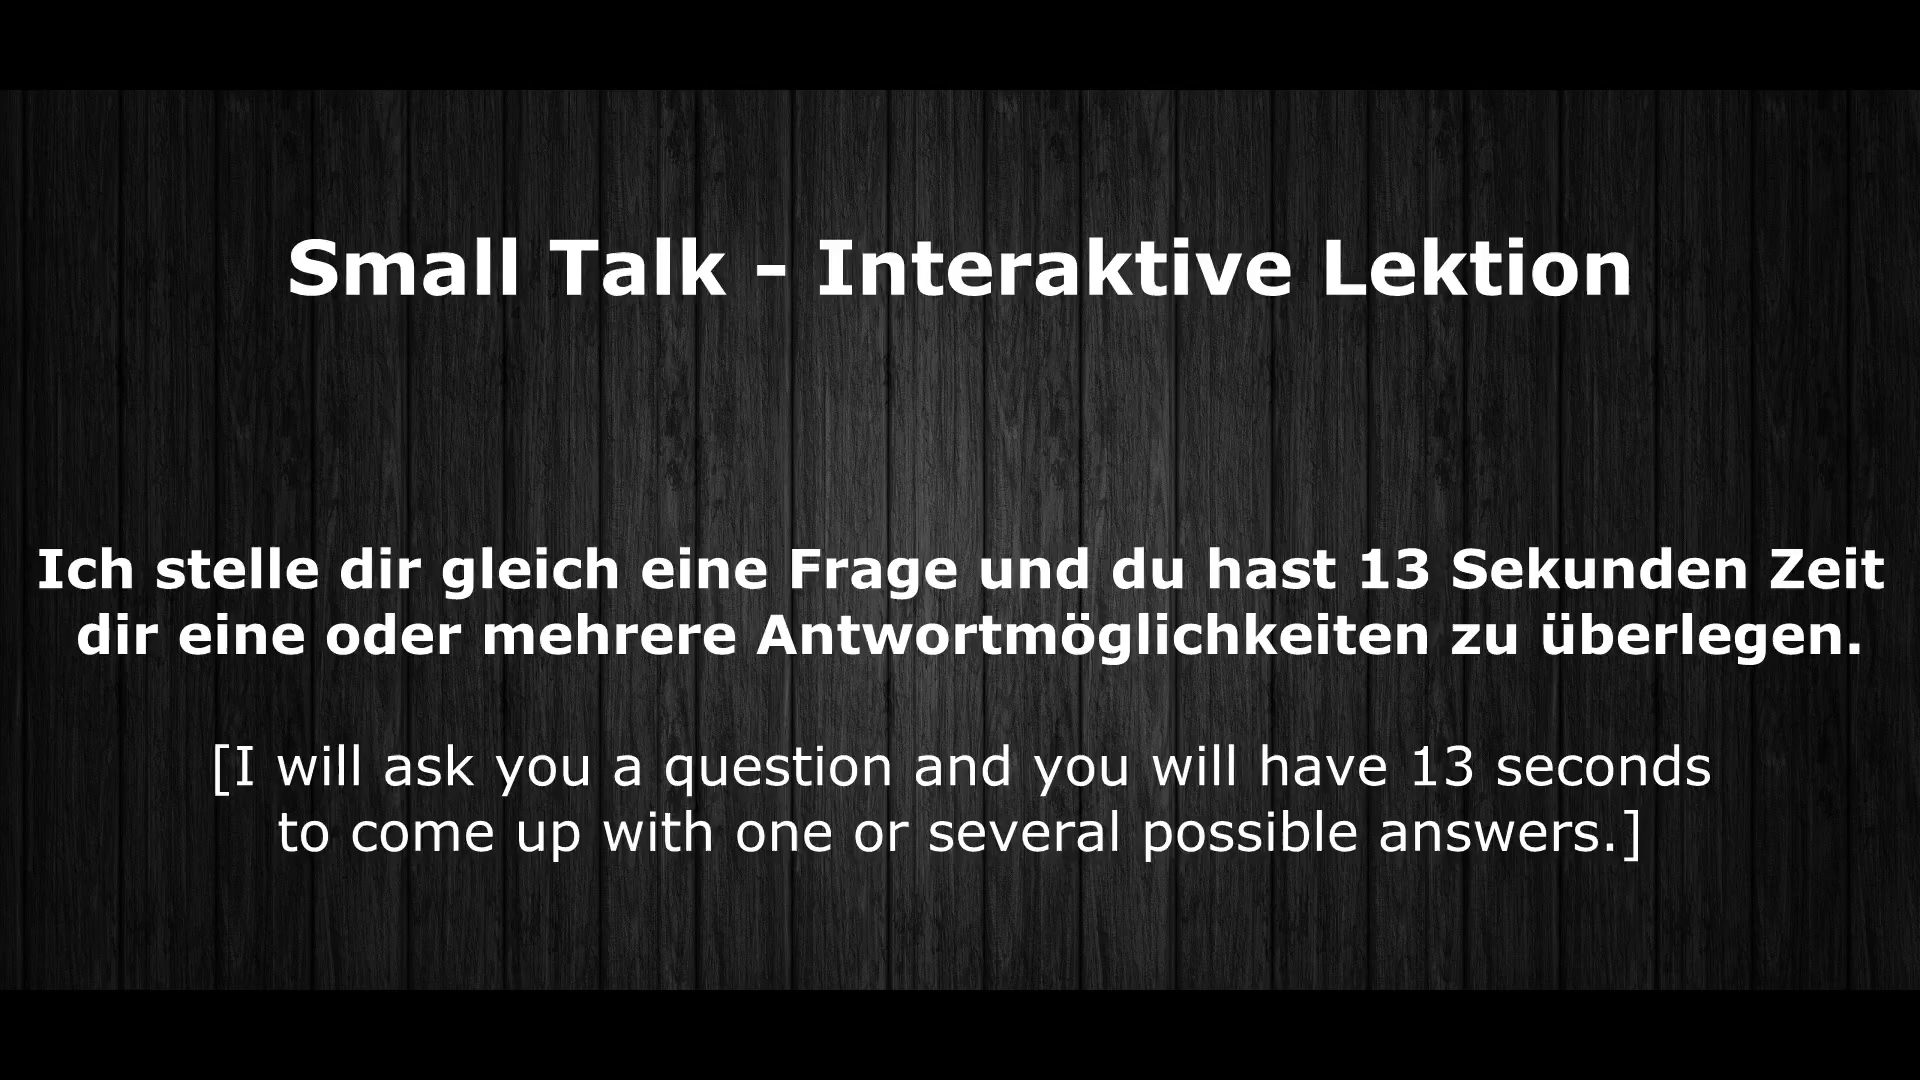 Small Talk - Interaktive Lektion
Ich stelle dir gleich eine Frage und du hast 13 Sekunden Zeit
dir eine oder mehrere Antwortmöglichkeiten zu überlegen.
[I will ask you a question and you will have 13 seconds
to come up with one or several possible answers.]